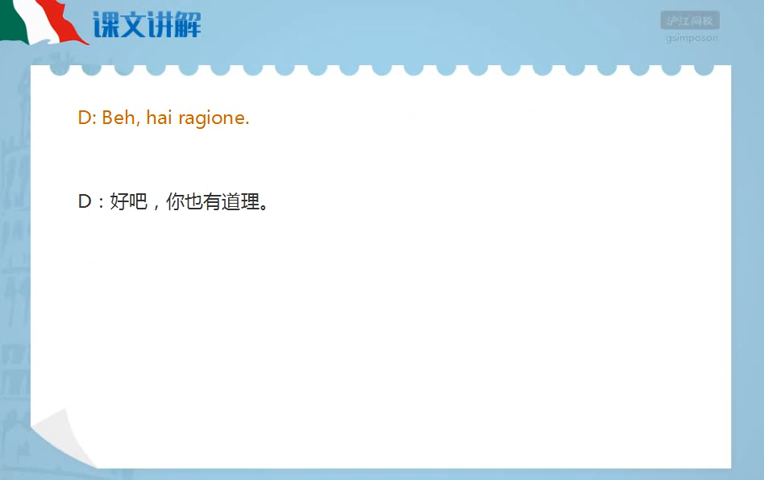 课文讲解
沪江网校
gsimposon
D: Beh, hai ragione.
D：好吧，你也有道理。